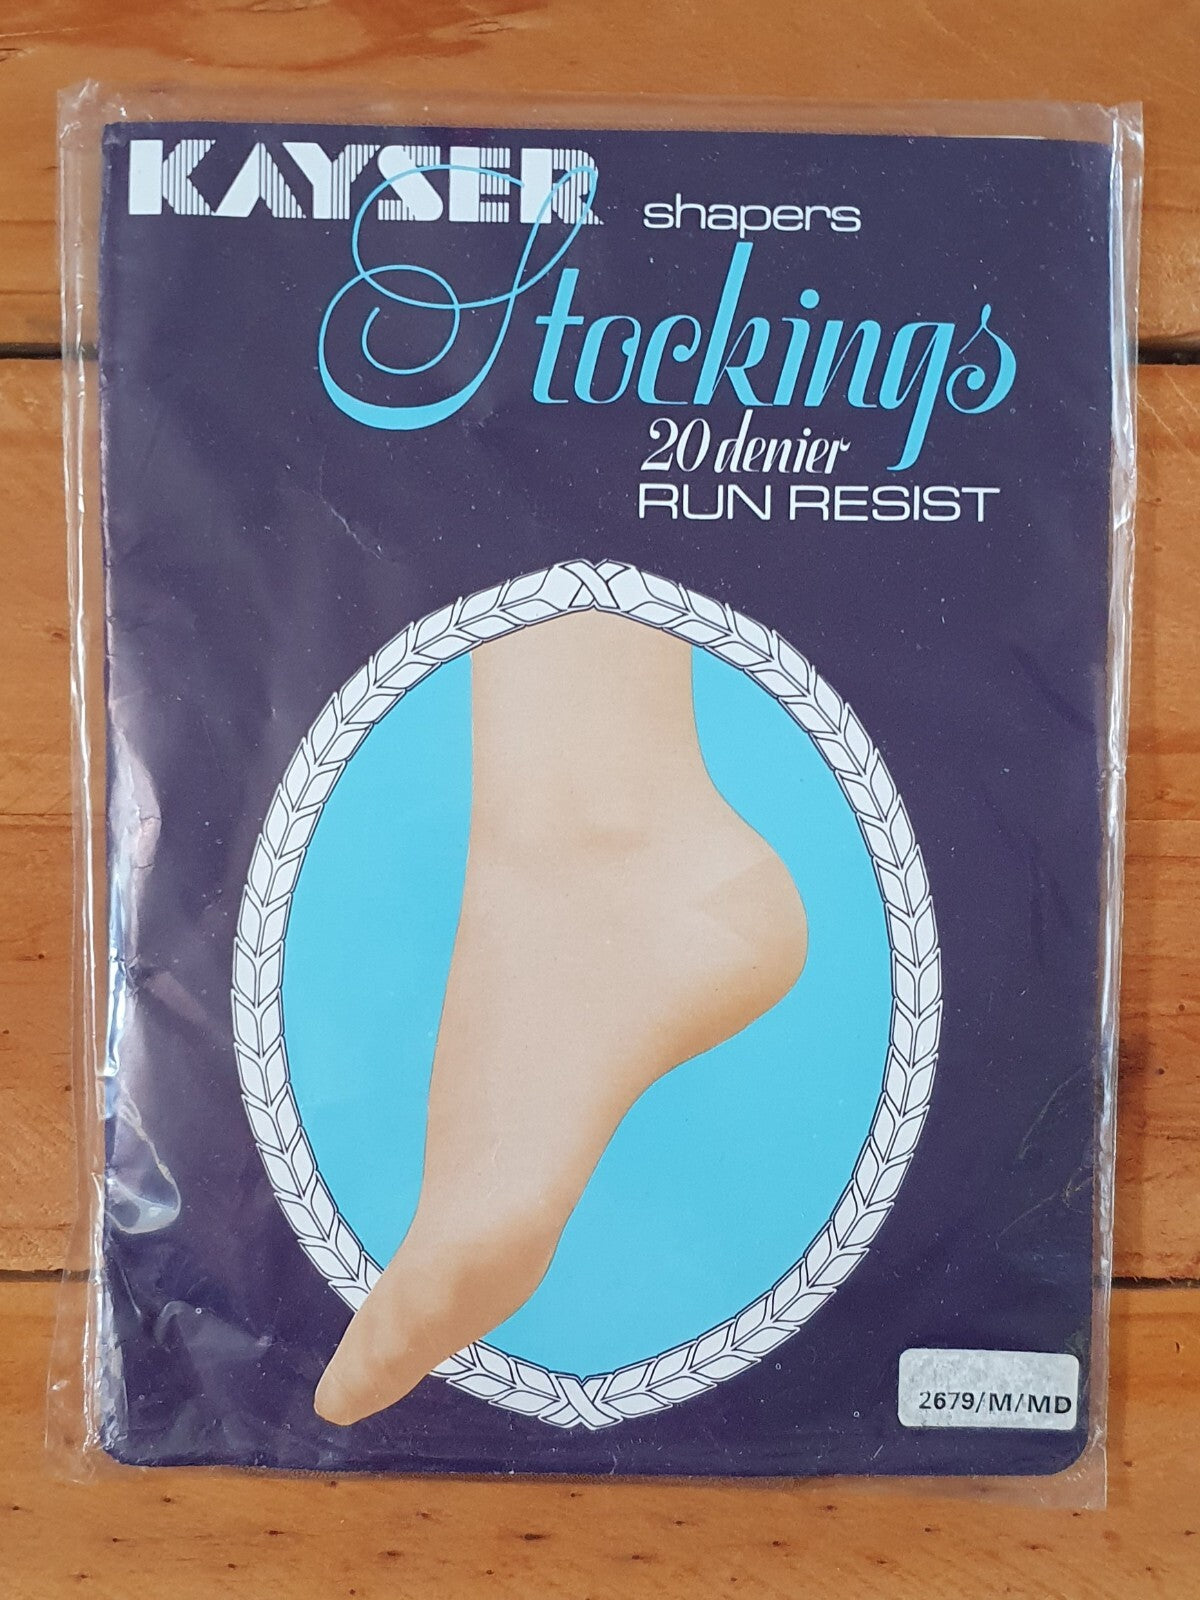 KAYSER shapers
Stockings
20 denier
RUN RESIST
2679/M/MD